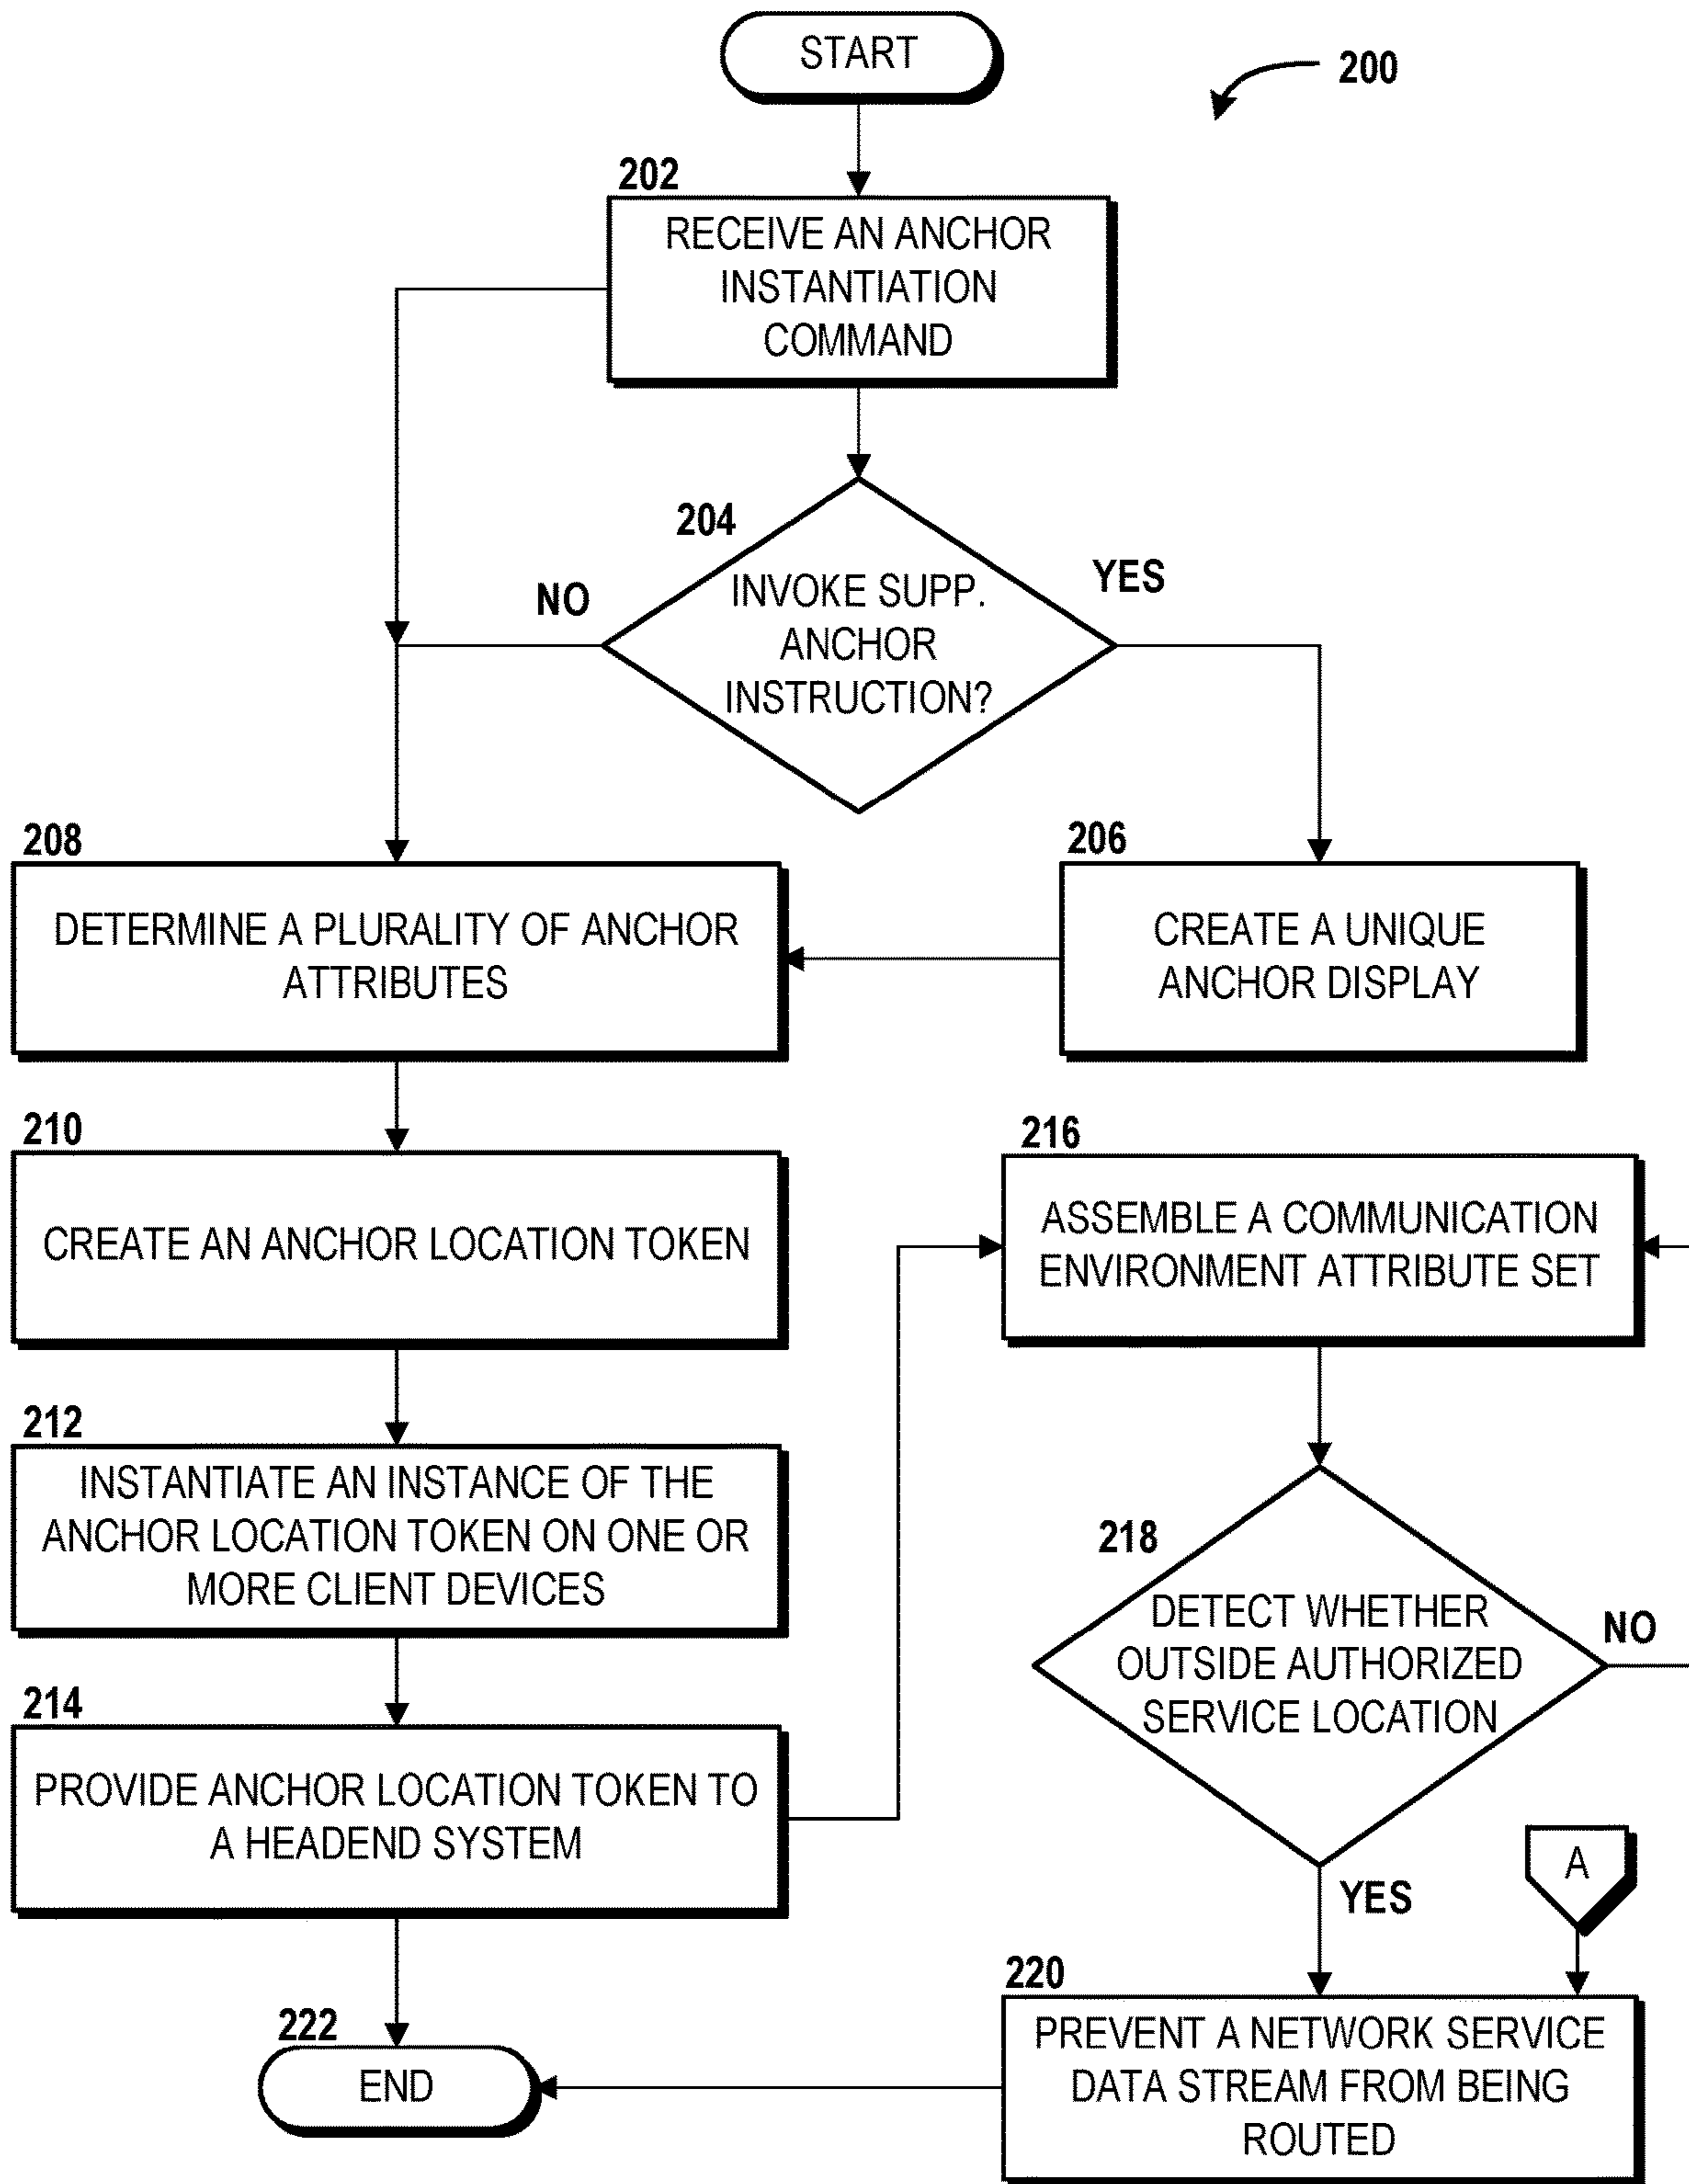 START
200
202
RECEIVE AN ANCHOR
INSTANTIATION
COMMAND
204
INVOKE SUPP.
ANCHOR
INSTRUCTION?
NO
YES
208
DETERMINE A PLURALITY OF ANCHOR
ATTRIBUTES
206
CREATE A UNIQUE
ANCHOR DISPLAY
210
CREATE AN ANCHOR LOCATION TOKEN
212
INSTANTIATE AN INSTANCE OF THE
ANCHOR LOCATION TOKEN ON ONE OR
MORE CLIENT DEVICES
214
PROVIDE ANCHOR LOCATION TOKEN TO
A HEADEND SYSTEM
216
ASSEMBLE A COMMUNICATION
ENVIRONMENT ATTRIBUTE SET
218
DETECT WHETHER
OUTSIDE AUTHORIZED
SERVICE LOCATION
NO
YES
A
220
PREVENT A NETWORK SERVICE
DATA STREAM FROM BEING
ROUTED
222
END